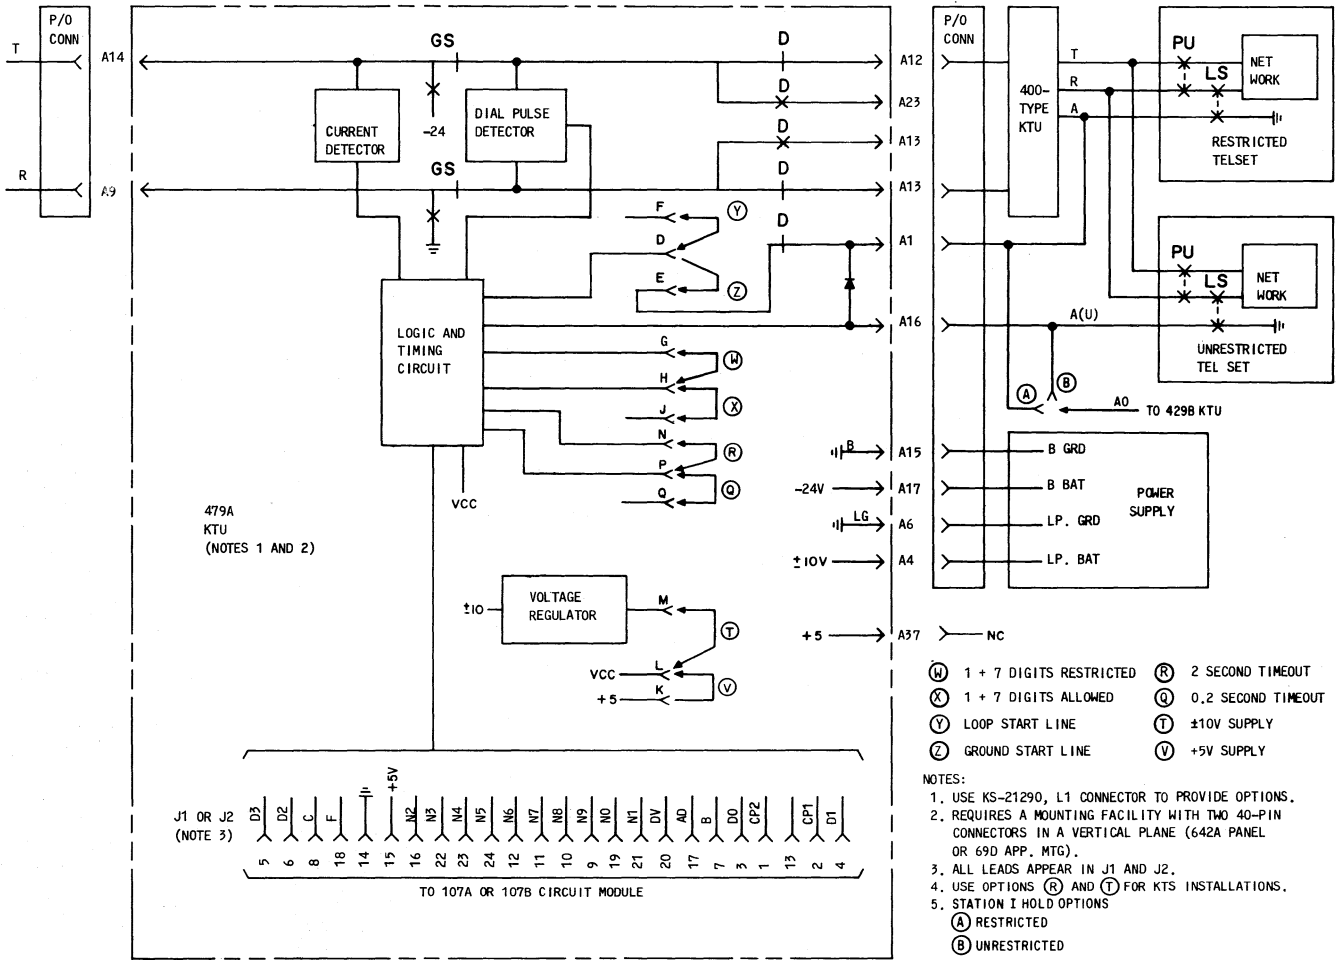 P/O
CONN
T
A14
R
A9
GS
-24
GS
CURRENT
DETECTOR
DIAL PULSE
DETECTOR
D
D
D
D
D
A12
A23
A13
A13
A1
A16
P/O
CONN
400-
TYPE
KTU
T
R
A
PU
LS
NET
WORK
RESTRICTED
TELSET
PU
LS
NET
WORK
A(U)
UNRESTRICTED
TEL SET
A
B
AO
TO 429B KTU
F
Y
D
E
Z
LOGIC AND
TIMING
CIRCUIT
G
W
H
X
J
N
R
P
Q
Q
VCC
B
A15
B GRD
-24V
A17
B BAT
LG
A6
LP. GRD
±10V
A4
LP. BAT
POWER
SUPPLY
479A
KTU
(NOTES 1 AND 2)
±10
VOLTAGE
REGULATOR
M
T
VCC
L
+5
K
V
+5
A37
NC
W 1 + 7 DIGITS RESTRICTED
R 2 SECOND TIMEOUT
X 1 + 7 DIGITS ALLOWED
Q 0.2 SECOND TIMEOUT
Y LOOP START LINE
T ±10V SUPPLY
Z GROUND START LINE
V +5V SUPPLY
NOTES:
1. USE KS-21290, L1 CONNECTOR TO PROVIDE OPTIONS.
2. REQUIRES A MOUNTING FACILITY WITH TWO 40-PIN
CONNECTORS IN A VERTICAL PLANE (642A PANEL
OR 69D APP. MTG).
3. ALL LEADS APPEAR IN J1 AND J2.
4. USE OPTIONS R AND T FOR KTS INSTALLATIONS.
5. STATION I HOLD OPTIONS
A RESTRICTED
B UNRESTRICTED
J1 OR J2
(NOTE 3)
D3 D2 C F +5V N2 N3 N4 N5 N6 N7 N8 N9 N0 N1 DV AO B DO CP2 CP1 D1
5 6 8 18 14 15 16 22 23 24 12 11 10 9 19 21 20 17 7 3 1 13 2 4
TO 107A OR 107B CIRCUIT MODULE